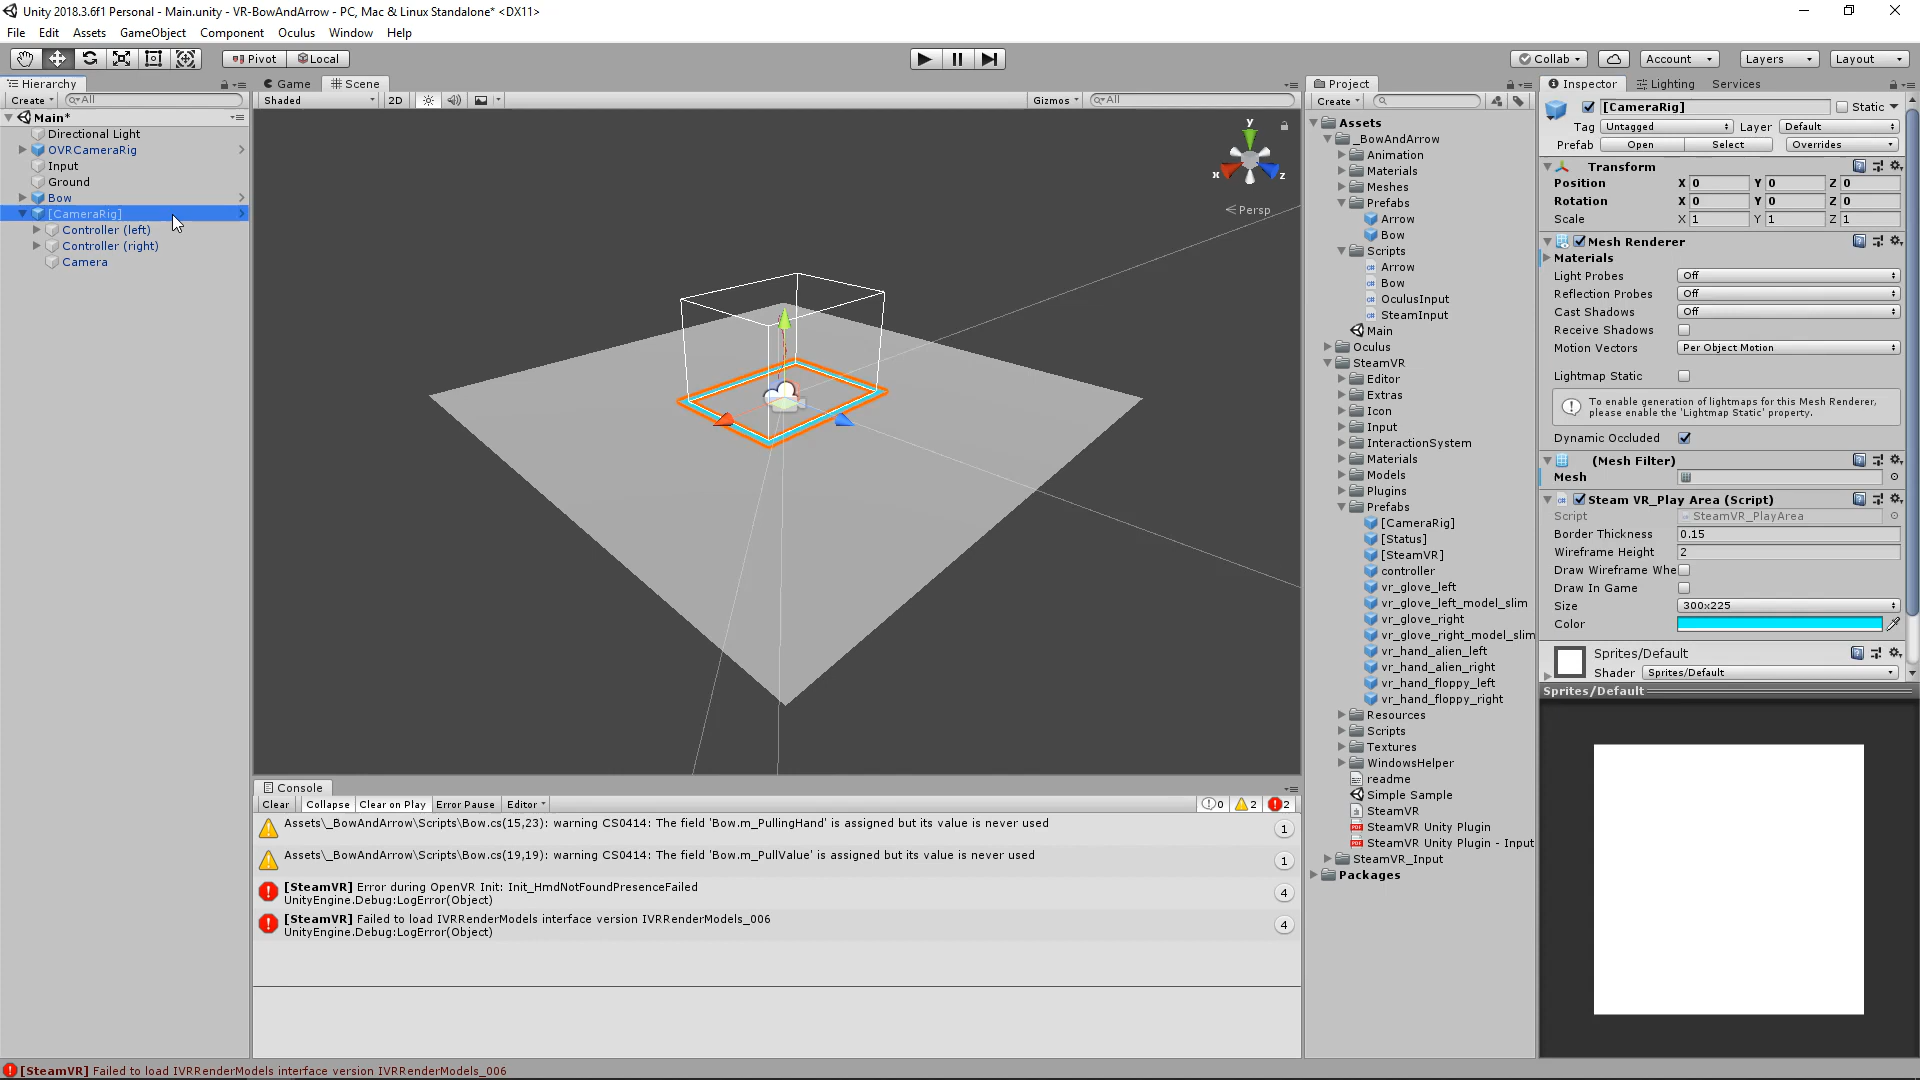 Unity 2018.3.6f1 Personal - Main.unity - VR-BowAndArrow - PC, Mac & Linux Standalone* <DX11>
File Edit Assets GameObject Component Oculus Window Help
Pivot Local Collab Account Layers Layout
Hierarchy
Create All
Main*
Directional Light
OVRCameraRig
Input
Ground
Bow
[CameraRig]
Controller (left)
Controller (right)
Camera
Game Scene
Shaded 2D Gizmos All
y
x z
Persp
Console
Clear Collapse Clear on Play Error Pause Editor 0 2 2
Assets\_BowAndArrow\Scripts\Bow.cs(15,23): warning CS0414: The field 'Bow.m_PullingHand' is assigned but its value is never used 1
Assets\_BowAndArrow\Scripts\Bow.cs(19,19): warning CS0414: The field 'Bow.m_PullValue' is assigned but its value is never used 1
[SteamVR] Error during OpenVR Init: Init_HmdNotFoundPresenceFailed 4
UnityEngine.Debug:LogError(Object)
[SteamVR] Failed to load IVRRenderModels interface version IVRRenderModels_006 4
UnityEngine.Debug:LogError(Object)
Project
Create
Assets
_BowAndArrow
Animation
Materials
Meshes
Prefabs
Arrow
Bow
Scripts
Arrow
Bow
OculusInput
SteamInput
Main
Oculus
SteamVR
Editor
Extras
Icon
Input
InteractionSystem
Materials
Models
Plugins
Prefabs
[CameraRig]
[Status]
[SteamVR]
controller
vr_glove_left
vr_glove_left_model_slim
vr_glove_right
vr_glove_right_model_slim
vr_hand_alien_left
vr_hand_alien_right
vr_hand_floppy_left
vr_hand_floppy_right
Resources
Scripts
Textures
WindowsHelper
readme
Simple Sample
SteamVR
SteamVR Unity Plugin
SteamVR Unity Plugin - Input
SteamVR_Input
Packages
Inspector Lighting Services
[CameraRig] Static
Tag Untagged Layer Default
Prefab Open Select Overrides
Transform
Position X 0 Y 0 Z 0
Rotation X 0 Y 0 Z 0
Scale X 1 Y 1 Z 1
Mesh Renderer
Materials
Light Probes Off
Reflection Probes Off
Cast Shadows Off
Receive Shadows
Motion Vectors Per Object Motion
Lightmap Static
To enable generation of lightmaps for this Mesh Renderer,
please enable the 'Lightmap Static' property.
Dynamic Occluded
(Mesh Filter)
Mesh
Steam VR_Play Area (Script)
Script SteamVR_PlayArea
Border Thickness 0.15
Wireframe Height 2
Draw Wireframe Whe
Draw In Game
Size 300x225
Color
Sprites/Default
Shader Sprites/Default
Sprites/Default
[SteamVR] Failed to load IVRRenderModels interface version IVRRenderModels_006